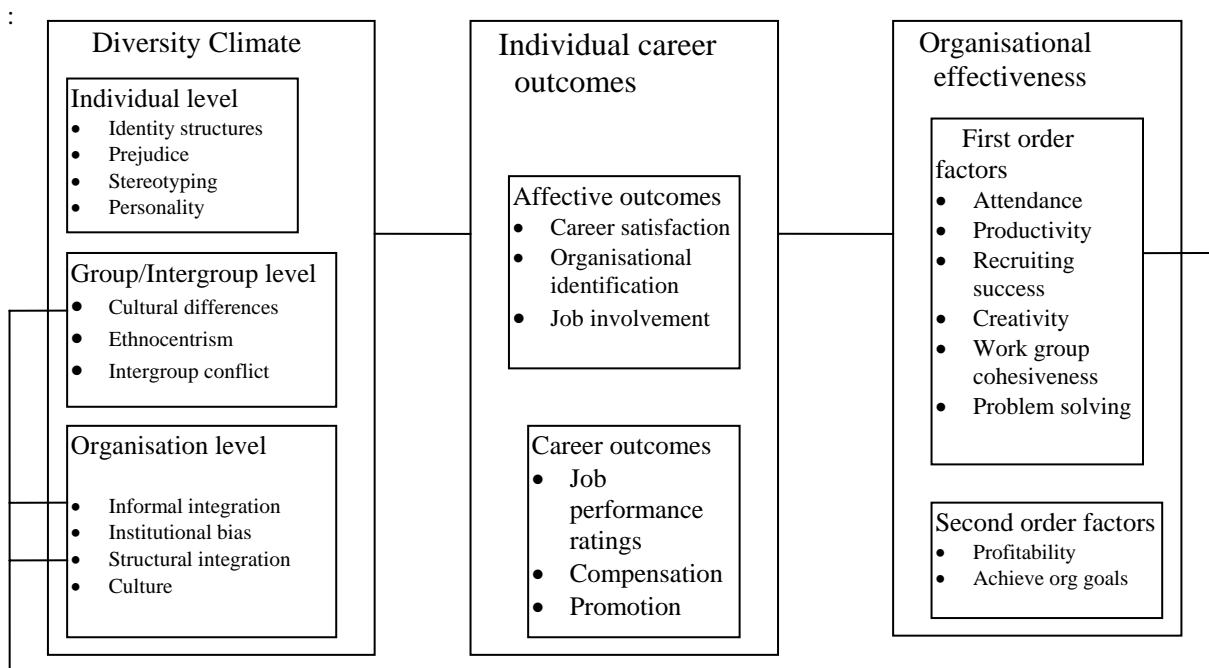 :
Diversity Climate
Individual level
• Identity structures
• Prejudice
• Stereotyping
• Personality
Group/Intergroup level
• Cultural differences
• Ethnocentrism
• Intergroup conflict
Organisation level
• Informal integration
• Institutional bias
• Structural integration
• Culture
Individual career
outcomes
Affective outcomes
• Career satisfaction
• Organisational
identification
• Job involvement
Career outcomes
• Job
performance
ratings
• Compensation
• Promotion
Organisational
effectiveness
First order
factors
• Attendance
• Productivity
• Recruiting
success
• Creativity
• Work group
cohesiveness
• Problem solving
Second order factors
• Profitability
• Achieve org goals